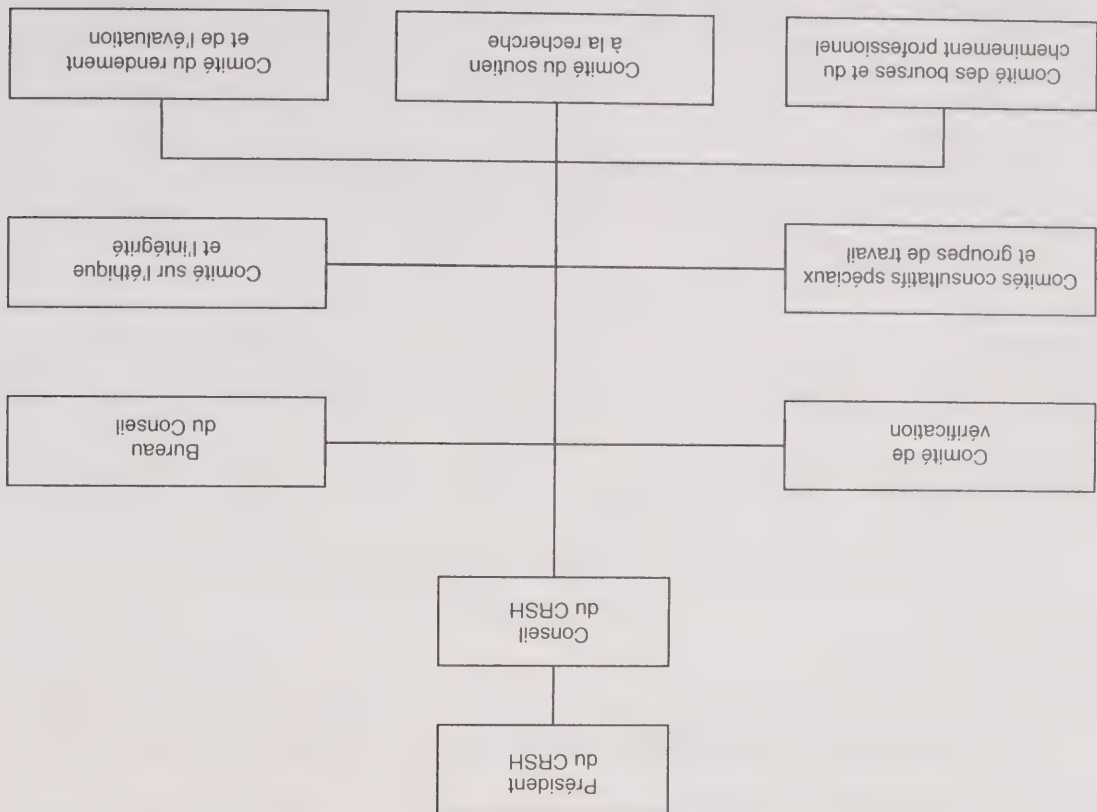 Président
du CRSH
Conseil
du CRSH
Comité de
vérification
Bureau
du Conseil
Comités consultatifs spéciaux
et groupes de travail
Comité sur l'éthique
et l'intégrité
Comité des bourses et du
cheminement professionnel
Comité du soutien
à la recherche
Comité du rendement
et de l'évaluation